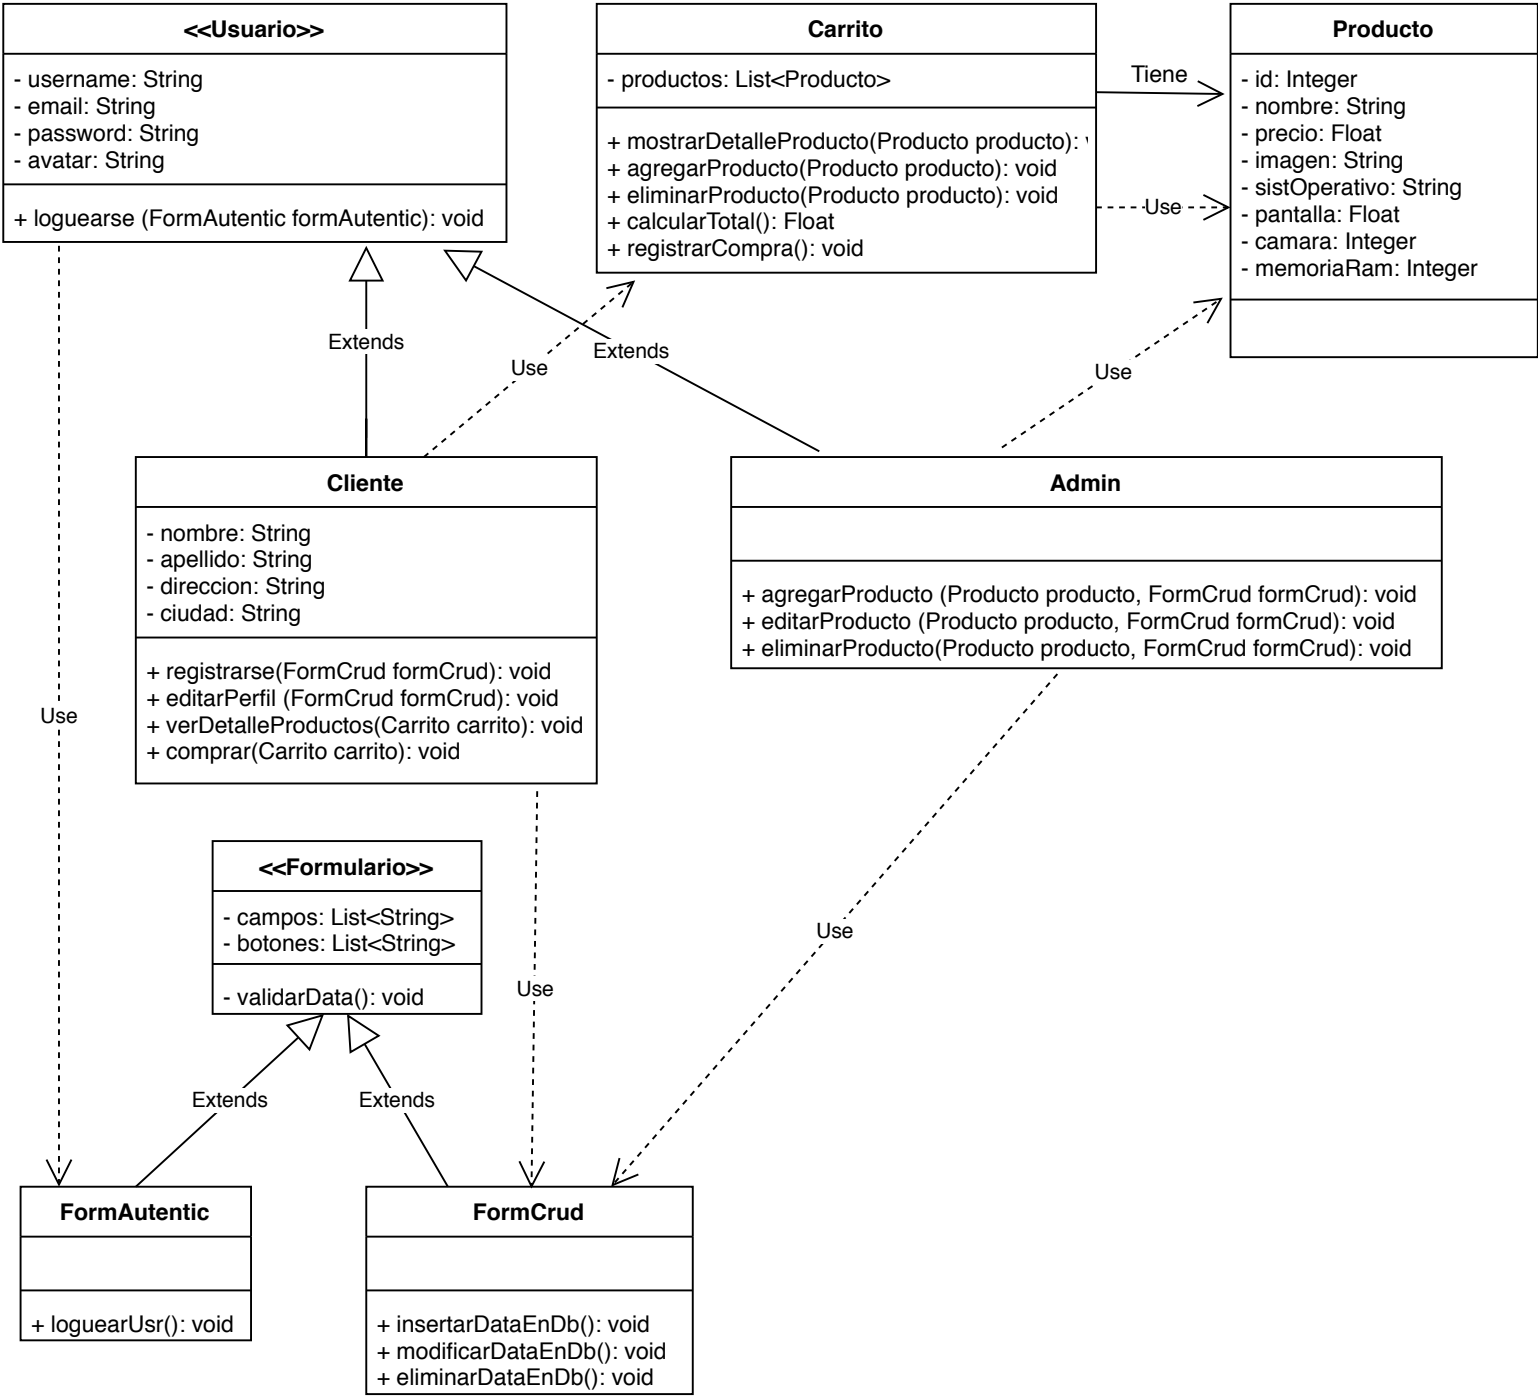 <<Usuario>>
- username: String
- email: String
- password: String
- avatar: String
+ loguearse (FormAutentic formAutentic): void
Carrito
- productos: List<Producto>
+ mostrarDetalleProducto(Producto producto):
+ agregarProducto(Producto producto): void
+ eliminarProducto(Producto producto): void
+ calcularTotal(): Float
+ registrarCompra(): void
Tiene
Use
Producto
- id: Integer
- nombre: String
- precio: Float
- imagen: String
- sistOperativo: String
- pantalla: Float
- camara: Integer
- memoriaRam: Integer
Extends
Use
Extends
Use
Cliente
- nombre: String
- apellido: String
- direccion: String
- ciudad: String
+ registrarse(FormCrud formCrud): void
+ editarPerfil (FormCrud formCrud): void
+ verDetalleProductos(Carrito carrito): void
+ comprar(Carrito carrito): void
Admin
+ agregarProducto (Producto producto, FormCrud formCrud): void
+ editarProducto (Producto producto, FormCrud formCrud): void
+ eliminarProducto(Producto producto, FormCrud formCrud): void
Use
<<Formulario>>
- campos: List<String>
- botones: List<String>
- validarData(): void
Use
Use
Extends
Extends
FormAutentic
+ loguearUsr(): void
FormCrud
+ insertarDataEnDb(): void
+ modificarDataEnDb(): void
+ eliminarDataEnDb(): void